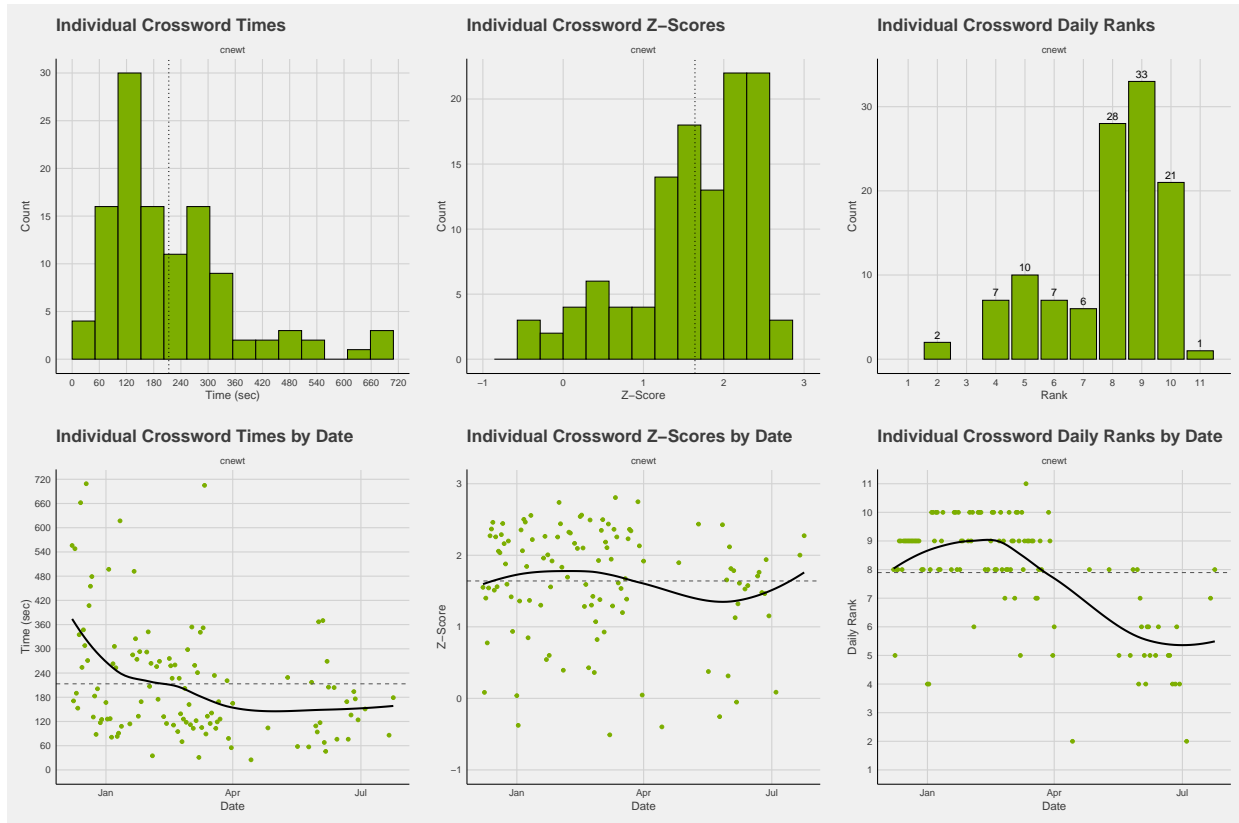 Individual Crossword Times
cnewt
30
25
20
15
10
5
0
Count
0 60 120 180 240 300 360 420 480 540 600 660 720
Time (sec)
Individual Crossword Z−Scores
cnewt
20
15
10
5
0
Count
−1 0 1 2 3
Z−Score
Individual Crossword Daily Ranks
cnewt
30
20
10
0
Count
2
7
10
7
6
28
33
21
1
1 2 3 4 5 6 7 8 9 10 11
Rank
Individual Crossword Times by Date
cnewt
720
660
600
540
480
420
360
300
240
180
120
60
0
Time (sec)
Jan Apr Jul
Date
Individual Crossword Z−Scores by Date
cnewt
3
2
1
0
−1
Z−Score
Jan Apr Jul
Date
Individual Crossword Daily Ranks by Date
cnewt
11
10
9
8
7
6
5
4
3
2
1
Daily Rank
Jan Apr Jul
Date